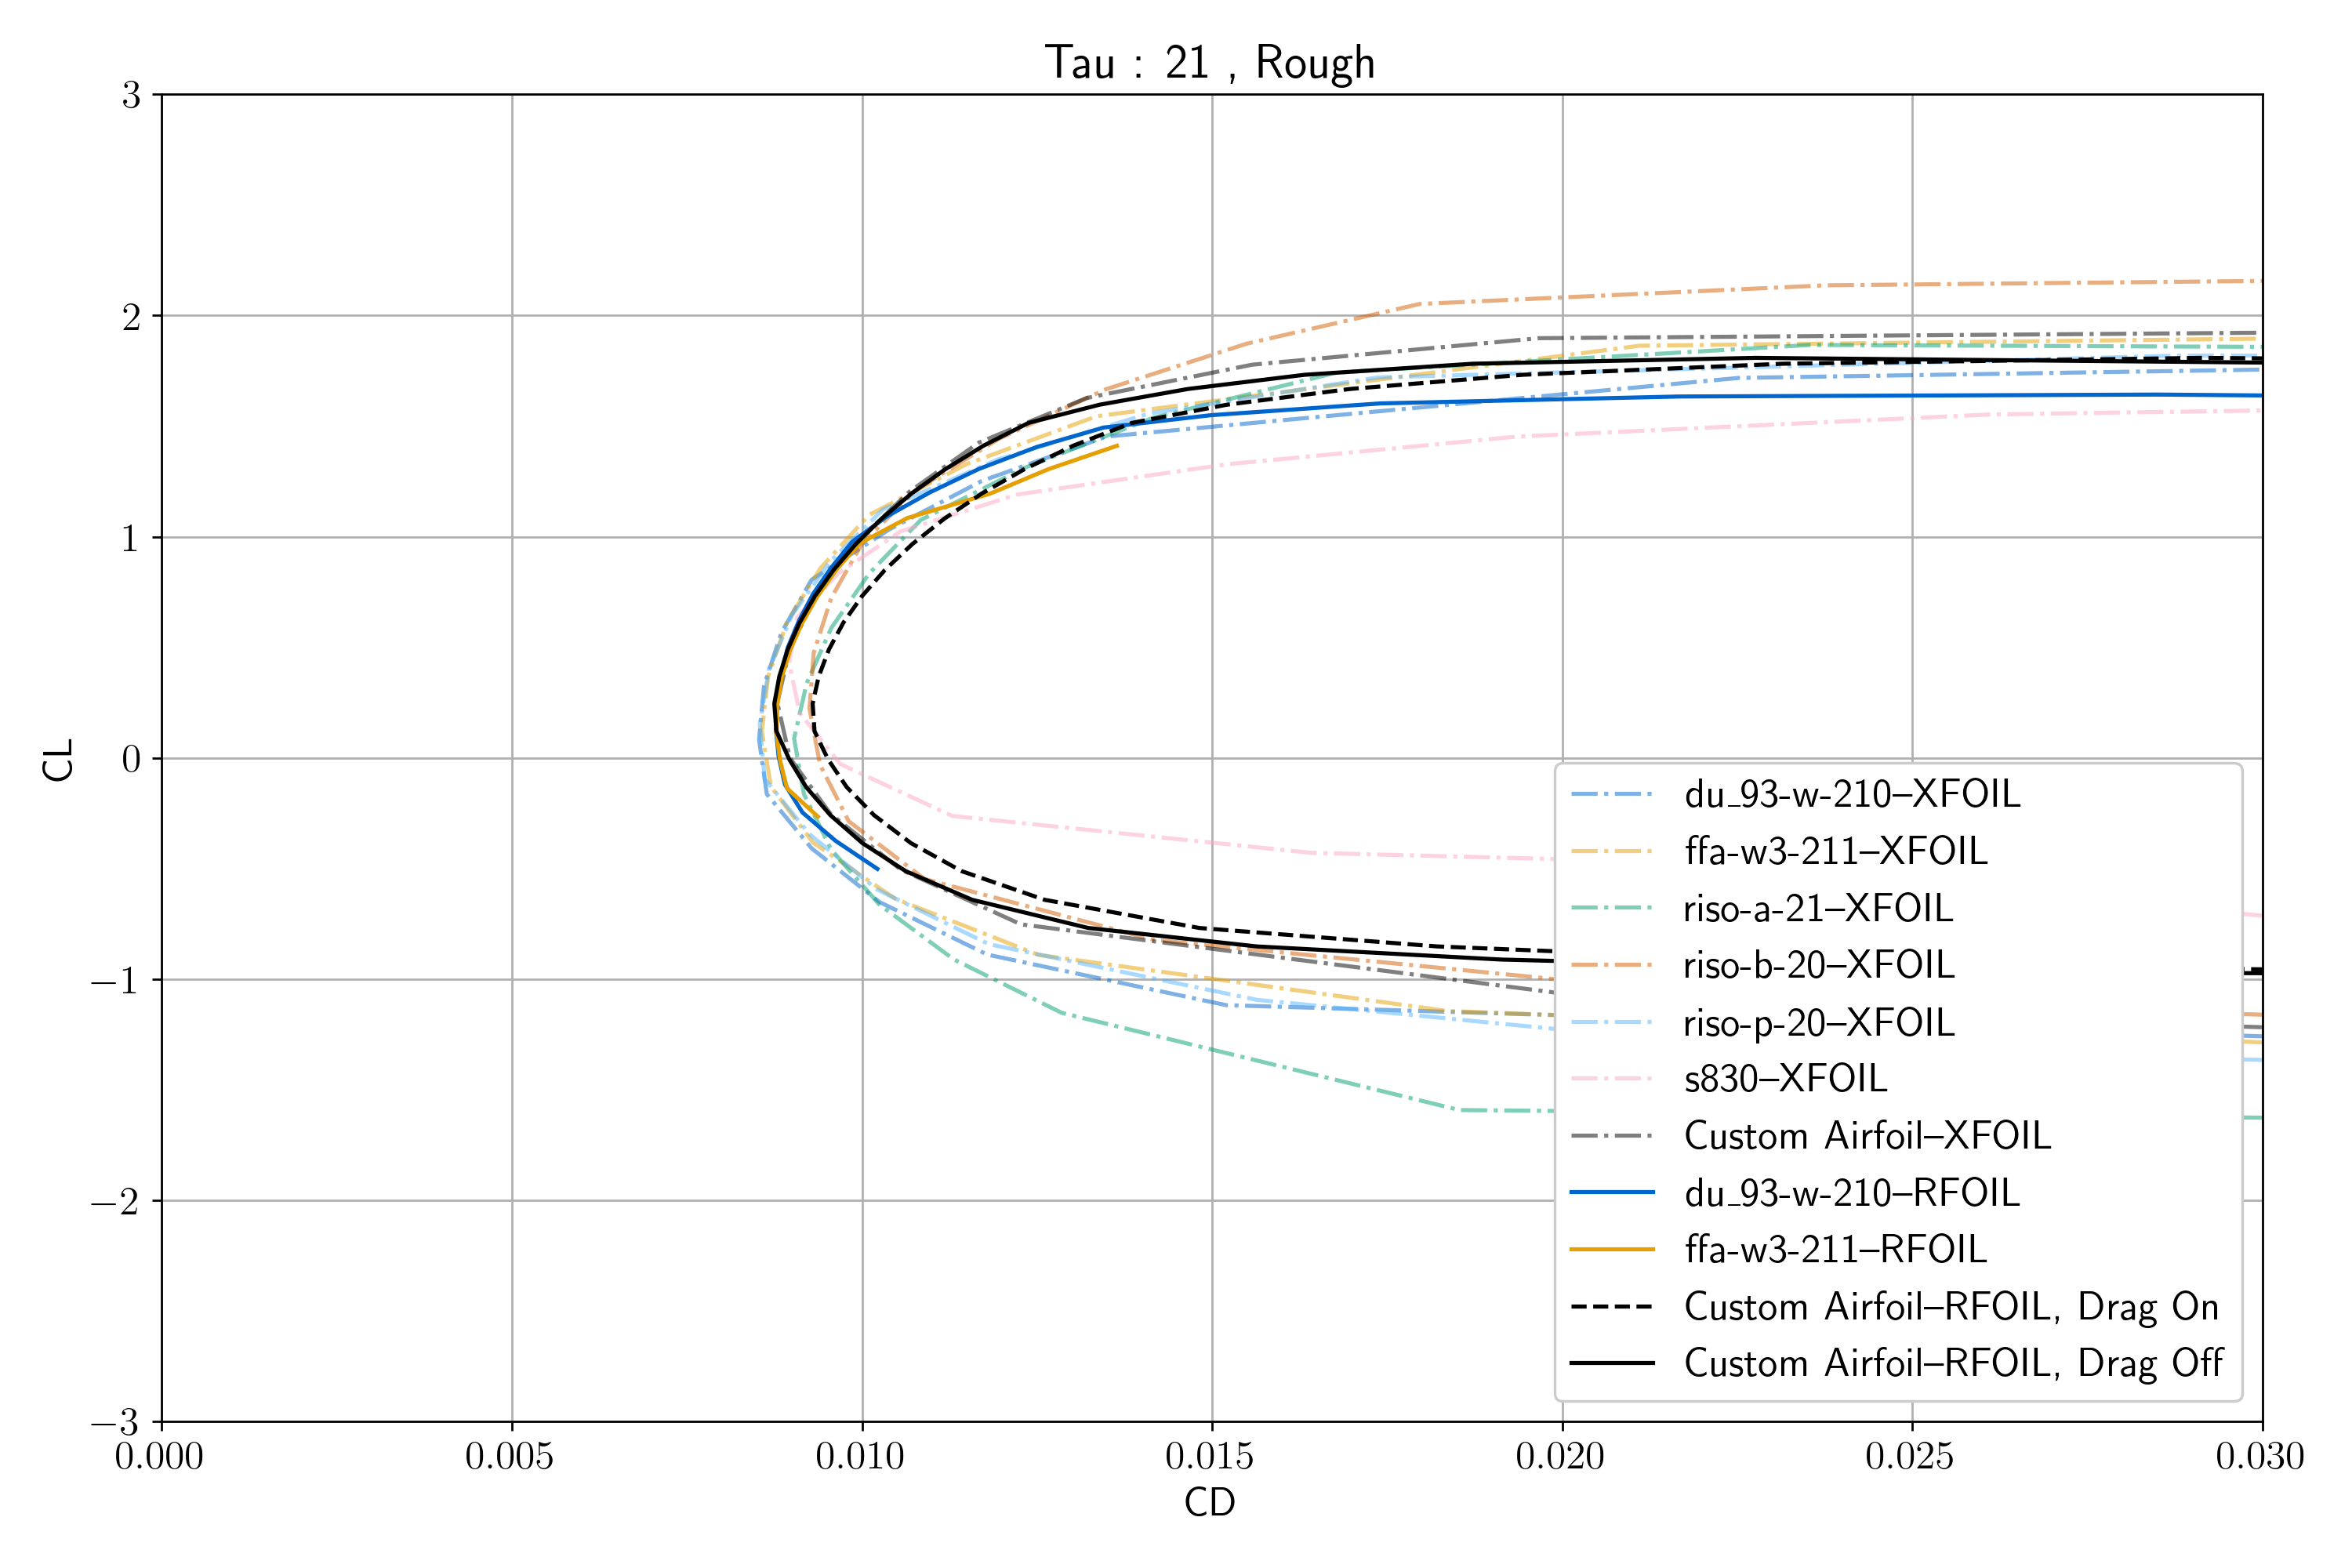 Tau : 21 , Rough
3
2
1
0
−1
−2
−3
CL
0.000 0.005 0.010 0.015 0.020 0.025 0.030
CD
du_93-w-210–XFOIL
ffa-w3-211–XFOIL
riso-a-21–XFOIL
riso-b-20–XFOIL
riso-p-20–XFOIL
s830–XFOIL
Custom Airfoil–XFOIL
du_93-w-210–RFOIL
ffa-w3-211–RFOIL
Custom Airfoil–RFOIL, Drag On
Custom Airfoil–RFOIL, Drag Off